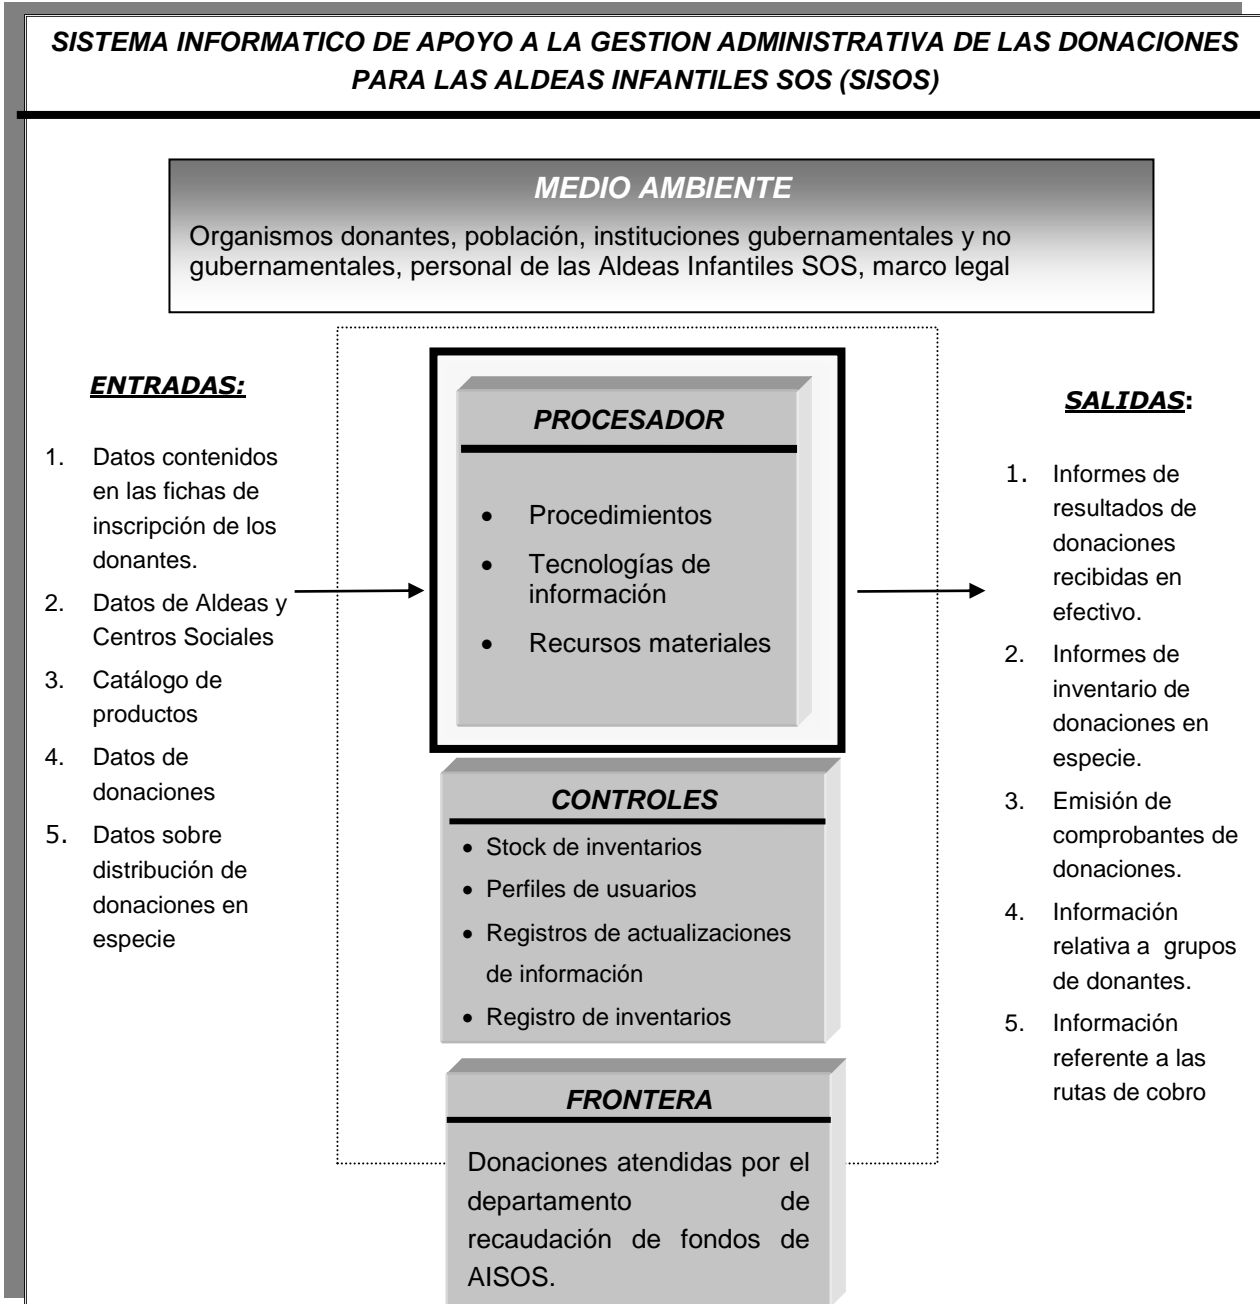 SISTEMA INFORMATICO DE APOYO A LA GESTION ADMINISTRATIVA DE LAS DONACIONES
PARA LAS ALDEAS INFANTILES SOS (SISOS)
MEDIO AMBIENTE
Organismos donantes, población, instituciones gubernamentales y no
gubernamentales, personal de las Aldeas Infantiles SOS, marco legal
ENTRADAS:
1. Datos contenidos
en las fichas de
inscripción de los
donantes.
2. Datos de Aldeas y
Centros Sociales
3. Catálogo de
productos
4. Datos de
donaciones
5. Datos sobre
distribución de
donaciones en
especie
PROCESADOR
• Procedimientos
• Tecnologías de
información
• Recursos materiales
CONTROLES
• Stock de inventarios
• Perfiles de usuarios
• Registros de actualizaciones
de información
• Registro de inventarios
FRONTERA
Donaciones atendidas por el
departamento de
recaudación de fondos de
AISOS.
SALIDAS:
1. Informes de
resultados de
donaciones
recibidas en
efectivo.
2. Informes de
inventario de
donaciones en
especie.
3. Emisión de
comprobantes de
donaciones.
4. Información
relativa a grupos
de donantes.
5. Información
referente a las
rutas de cobro